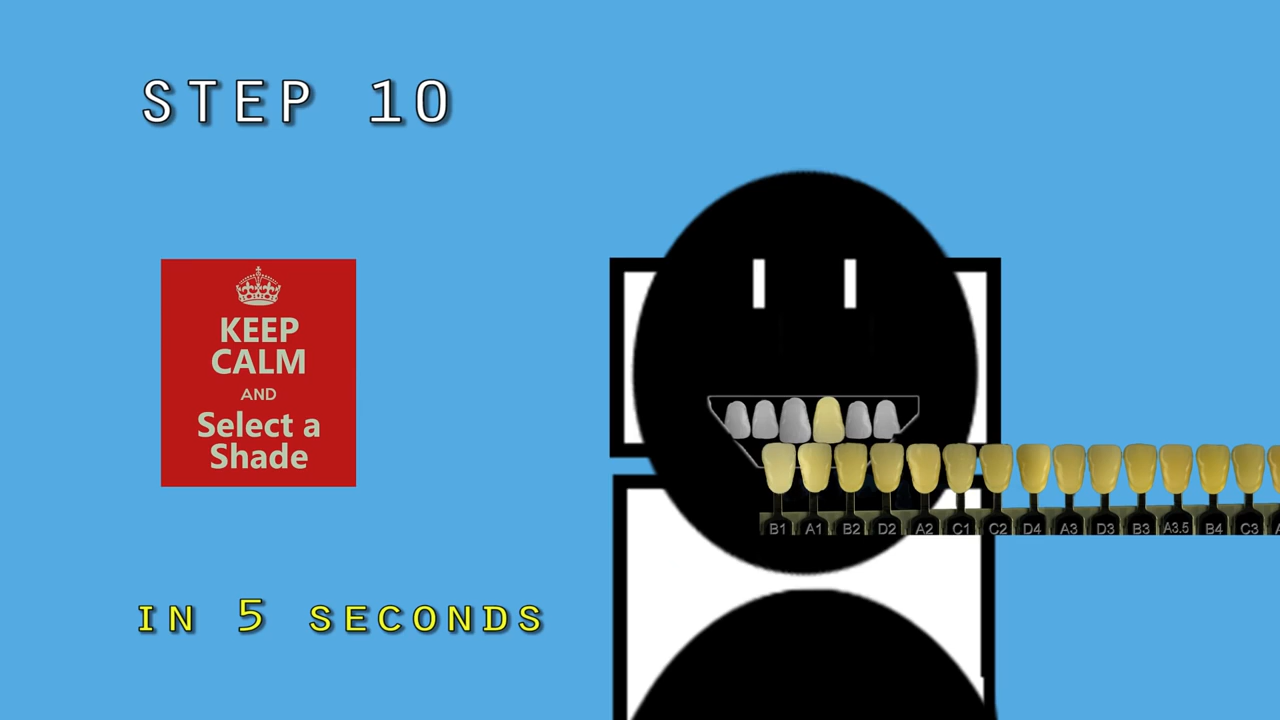 STEP 10
KEEP
CALM
AND
Select a
Shade
B1 A1 B2 D2 A2 C1 C2 D4 A3 D3 B3 A3.5 B4 C3
IN 5 SECONDS